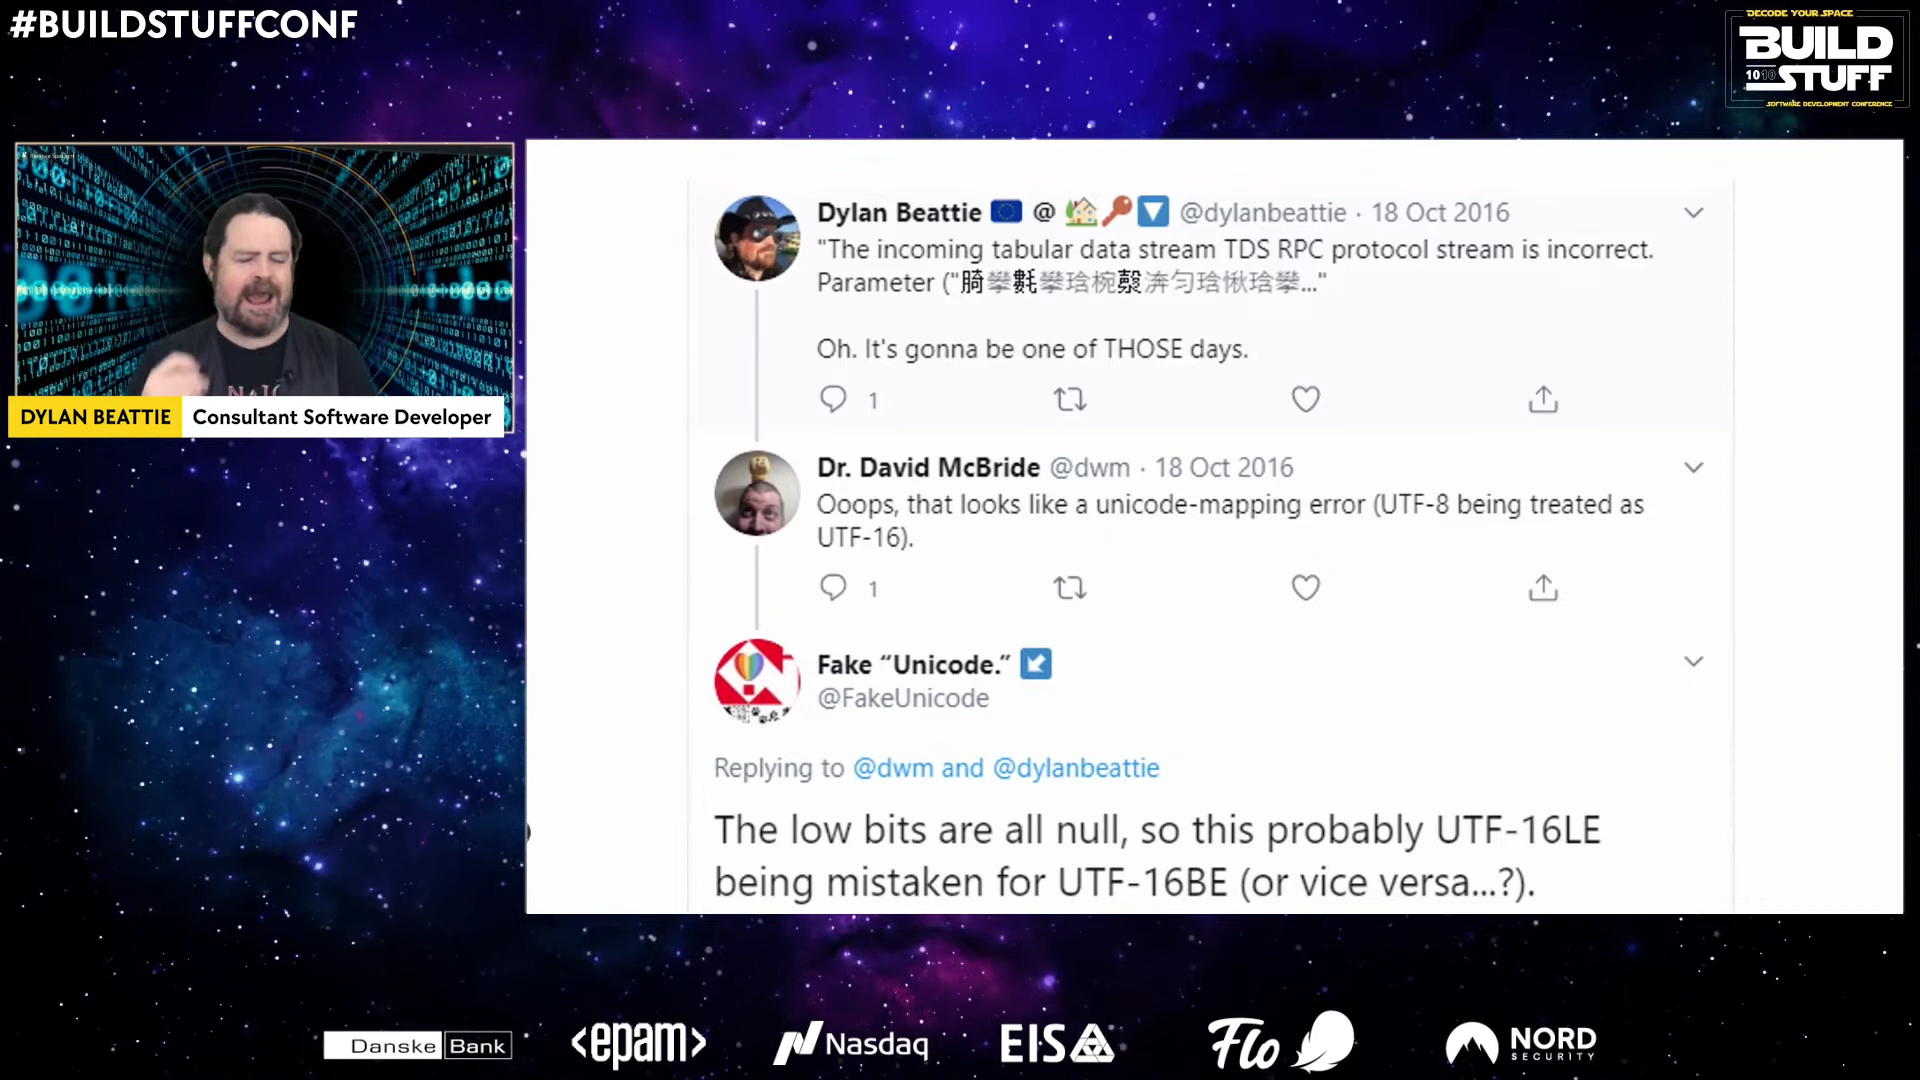 #BUILDSTUFFCONF
DECODE YOUR SPACE
BUILD
1010 STUFF
SOFTWARE DEVELOPMENT CONFERENCE
DYLAN BEATTIE Consultant Software Developer
Dylan Beattie 🇪🇺 @ 🏡🔑🔽 @dylanbeattie · 18 Oct 2016
"The incoming tabular data stream TDS RPC protocol stream is incorrect.
Parameter ("
Oh. It's gonna be one of THOSE days.
1
Dr. David McBride @dwm · 18 Oct 2016
Ooops, that looks like a unicode-mapping error (UTF-8 being treated as
UTF-16).
1
Fake “Unicode.” ↙
@FakeUnicode
Replying to @dwm and @dylanbeattie
The low bits are all null, so this probably UTF-16LE
being mistaken for UTF-16BE (or vice versa...?).
Danske Bank
<epam>
Nasdaq
EIS
Flo
NORD
SECURITY